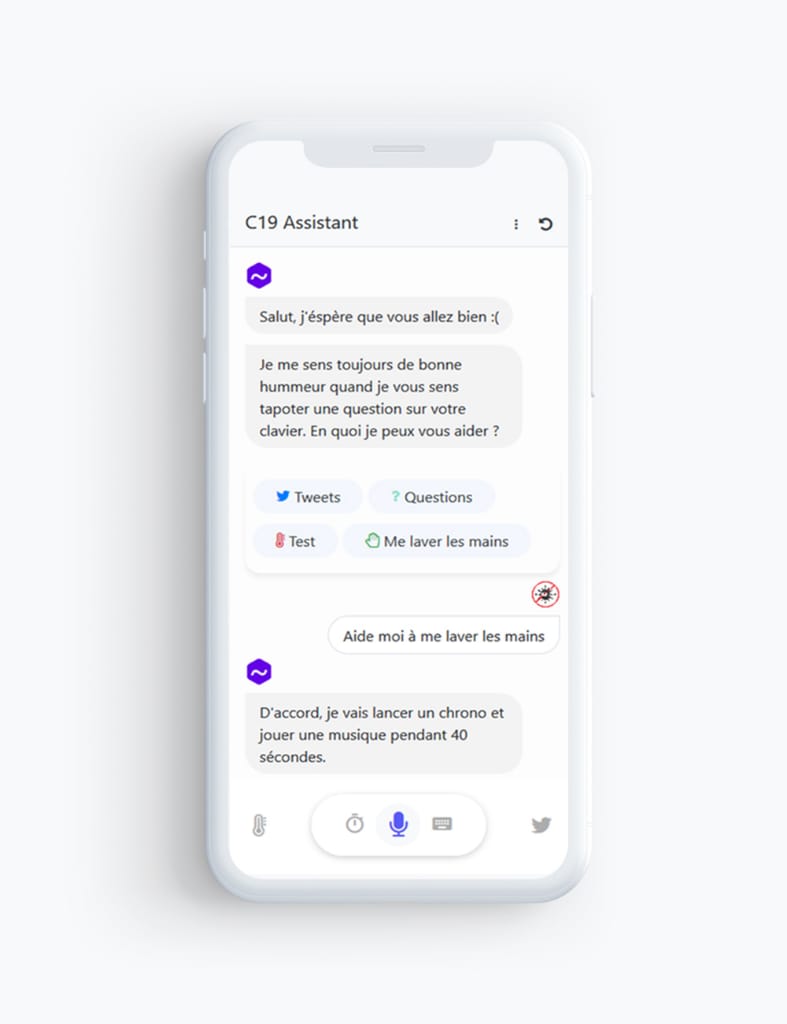 C19 Assistant
Salut, j'éspère que vous allez bien :(
Je me sens toujours de bonne
hummeur quand je vous sens
tapoter une question sur votre
clavier. En quoi je peux vous aider ?
Tweets
? Questions
Test
Me laver les mains
Aide moi à me laver les mains
D'accord, je vais lancer un chrono et
jouer une musique pendant 40
sécondes.